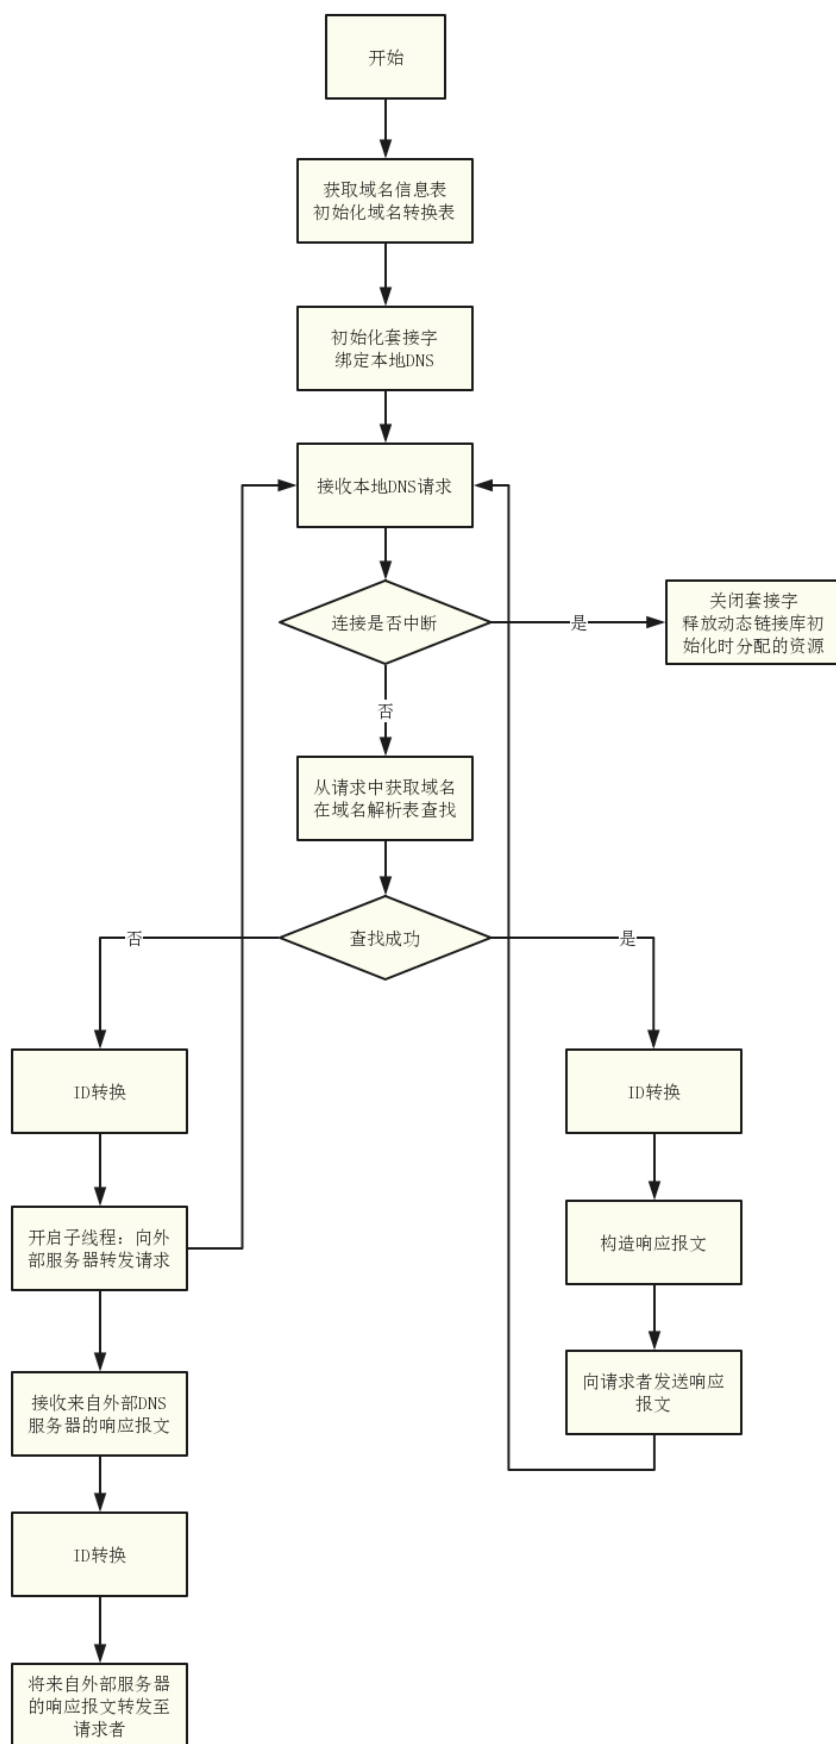 开始
获取域名信息表
初始化域名转换表
初始化套接字
绑定本地DNS
接收本地DNS请求
连接是否中断
是
关闭套接字
释放动态链接库初
始化时分配的资源
否
从请求中获取域名
在域名解析表查找
否
查找成功
是
ID转换
ID转换
开启子线程：向外
部服务器转发请求
构造响应报文
接收来自外部DNS
服务器的响应报文
向请求者发送响应
报文
ID转换
将来自外部服务器
的响应报文转发至
请求者